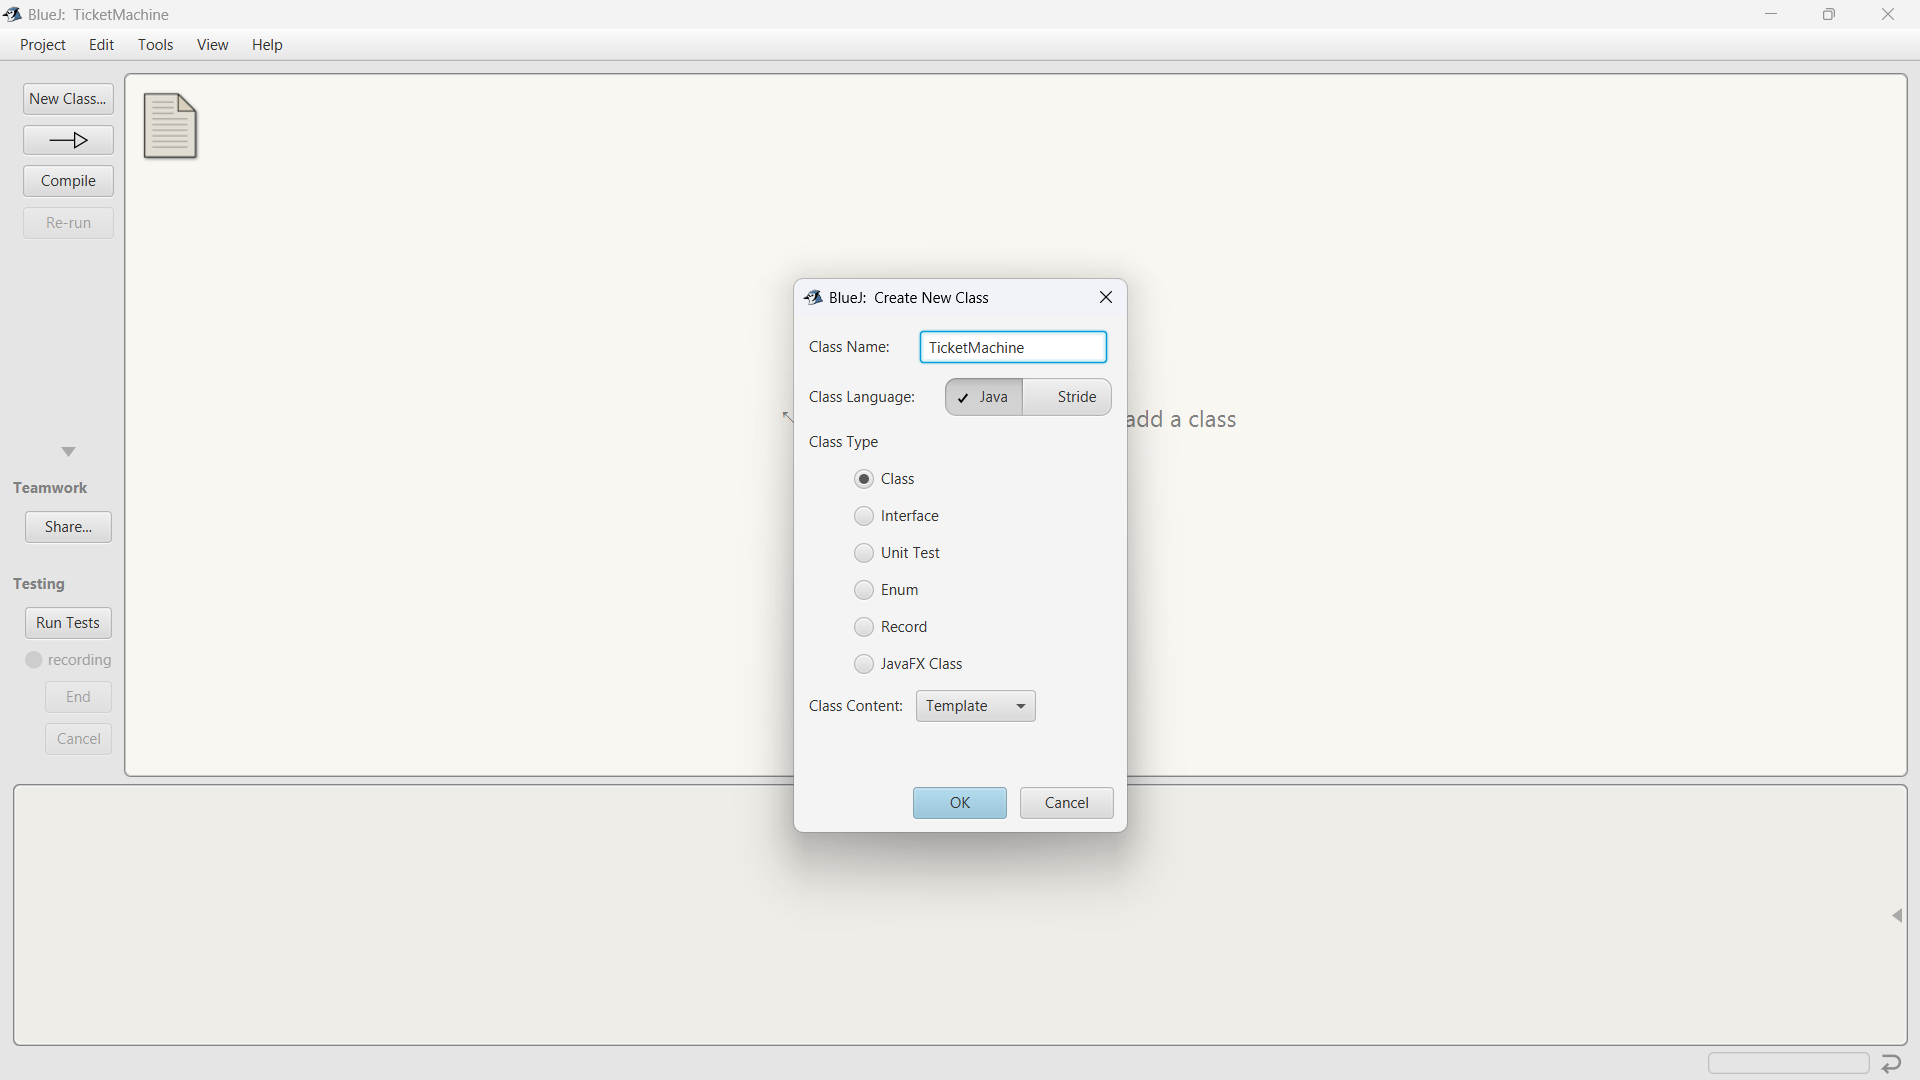 BlueJ: TicketMachine
Project Edit Tools View Help
New Class...
Compile
Re-run
add a class
Teamwork
Share...
Testing
Run Tests
recording
End
Cancel
BlueJ: Create New Class
Class Name: TicketMachine
Class Language: Java Stride
Class Type
Class
Interface
Unit Test
Enum
Record
JavaFX Class
Class Content: Template
OK Cancel